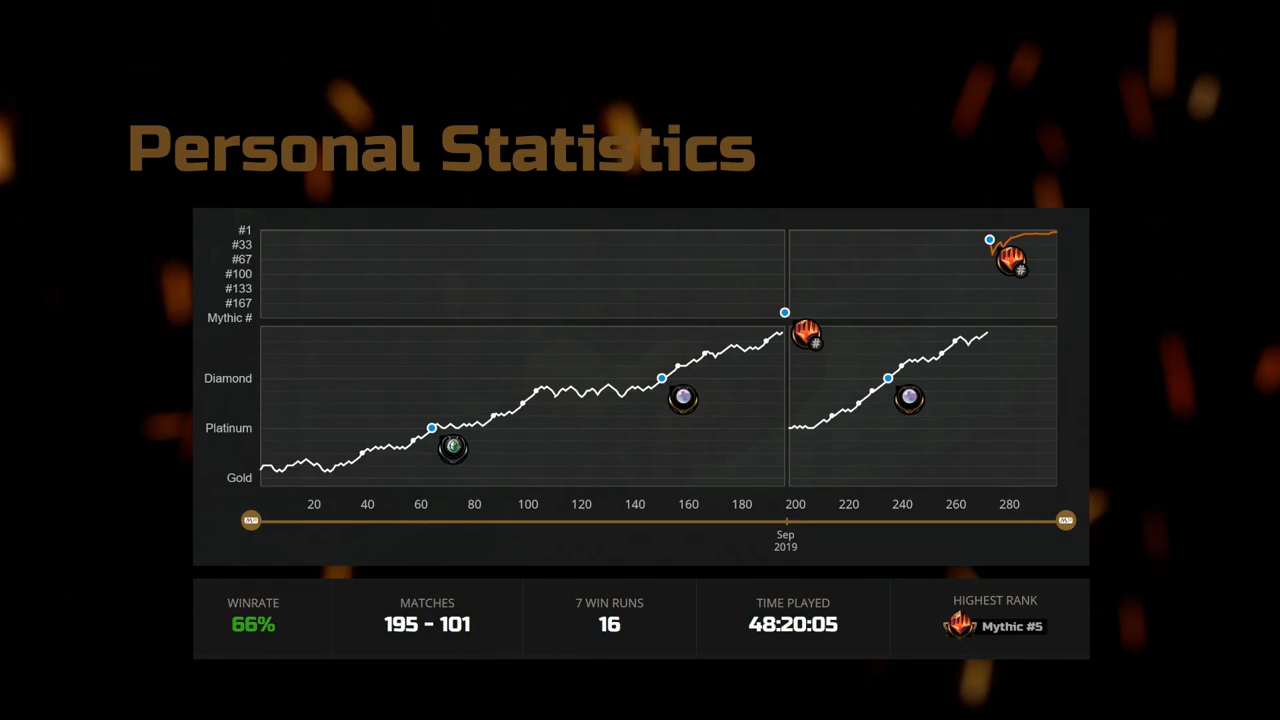 Personal Statistics
#1
#33
#67
#100
#133
#167
Mythic #
Diamond
Platinum
Gold
#
#
20 40 60 80 100 120 140 160 180 200 220 240 260 280
Sep
2019
WINRATE MATCHES 7 WIN RUNS TIME PLAYED HIGHEST RANK
66% 195 - 101 16 48:20:05 Mythic #5